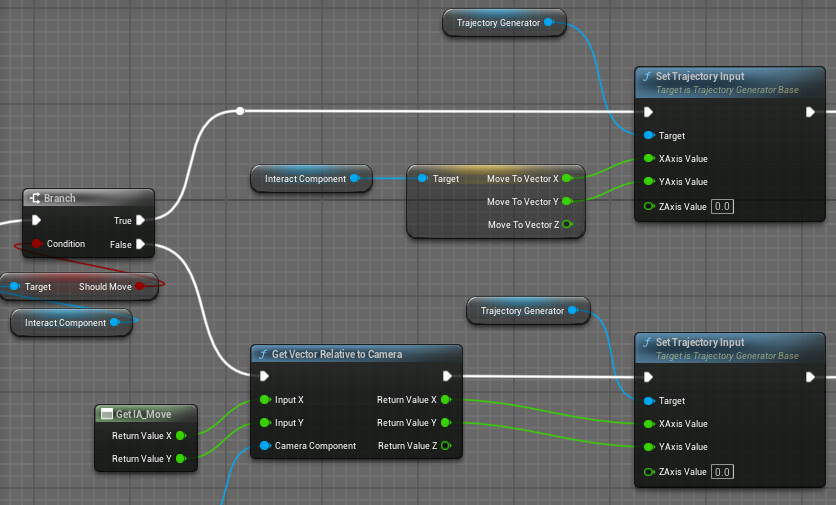 Trajectory Generator
Set Trajectory Input
Target is Trajectory Generator Base
Target
XAxis Value
YAxis Value
ZAxis Value 0.0
Interact Component
Target Move To Vector X
Move To Vector Y
Move To Vector Z
Branch
True
Condition False
Target Should Move
Interact Component
Trajectory Generator
Set Trajectory Input
Target is Trajectory Generator Base
Target
XAxis Value
YAxis Value
ZAxis Value 0.0
Get Vector Relative to Camera
Input X Return Value X
Input Y Return Value Y
Camera Component Return Value Z
Get IA_Move
Return Value X
Return Value Y